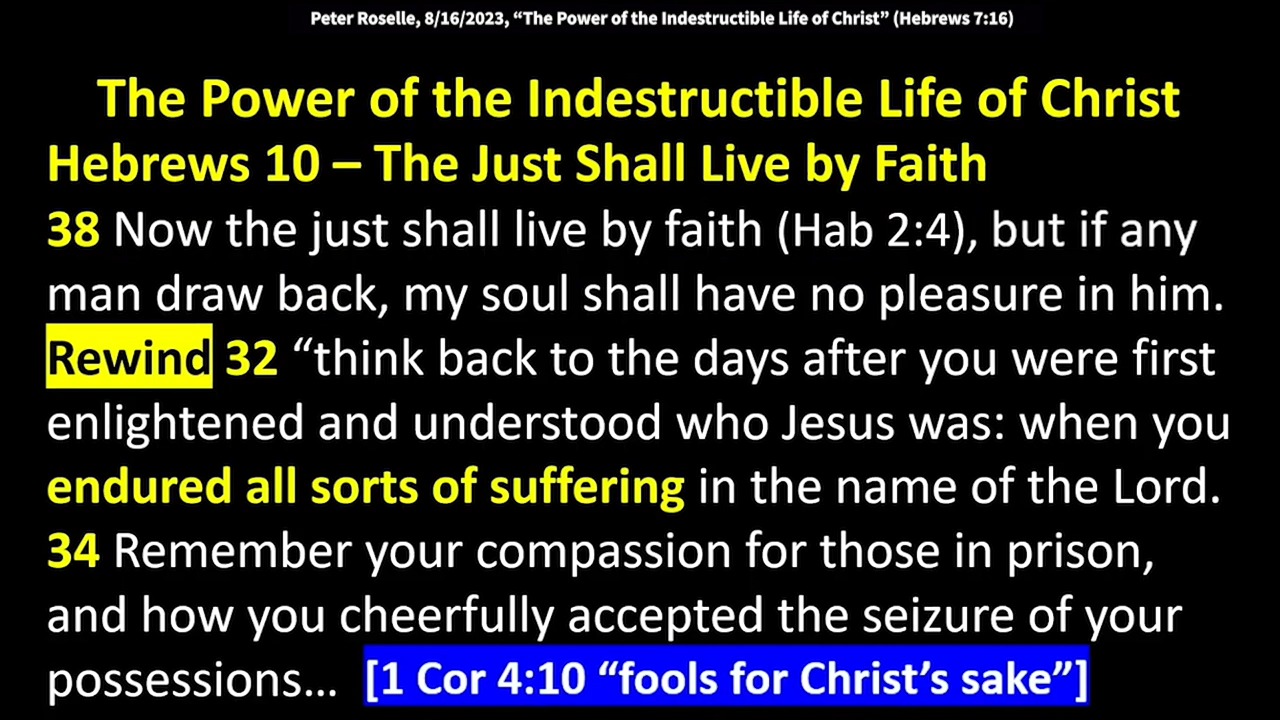 Peter Roselle, 8/16/2023, “The Power of the Indestructible Life of Christ” (Hebrews 7:16)
The Power of the Indestructible Life of Christ
Hebrews 10 – The Just Shall Live by Faith
38 Now the just shall live by faith (Hab 2:4), but if any
man draw back, my soul shall have no pleasure in him.
Rewind 32 “think back to the days after you were first
enlightened and understood who Jesus was: when you
endured all sorts of suffering in the name of the Lord.
34 Remember your compassion for those in prison,
and how you cheerfully accepted the seizure of your
possessions... [1 Cor 4:10 “fools for Christ’s sake”]